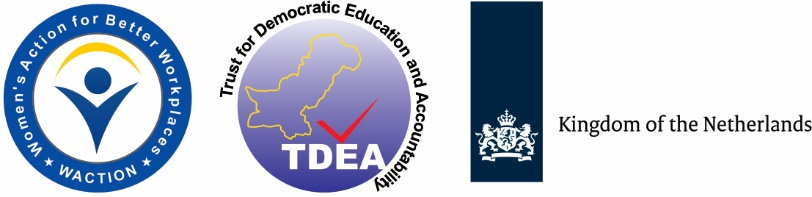 Women's Action for Better Workplaces
WACTION
Trust for Democratic Education and Accountability
TDEA
Kingdom of the Netherlands